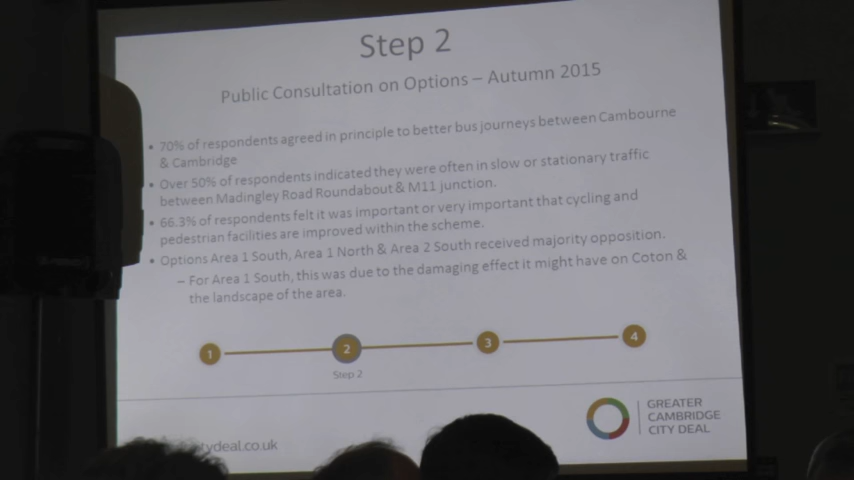 Step 2
Public Consultation on Options – Autumn 2015
• 70% of respondents agreed in principle to better bus journeys between Cambourne
& Cambridge
• Over 50% of respondents indicated they were often in slow or stationary traffic
between Madingley Road Roundabout & M11 junction.
• 66.3% of respondents felt it was important or very important that cycling and
pedestrian facilities are improved within the scheme.
• Options Area 1 South, Area 1 North & Area 2 South received majority opposition.
– For Area 1 South, this was due to the damaging effect it might have on Coton &
the landscape of the area.
1 2 3 4
Step 2
tydeal.co.uk
GREATER
CAMBRIDGE
CITY DEAL